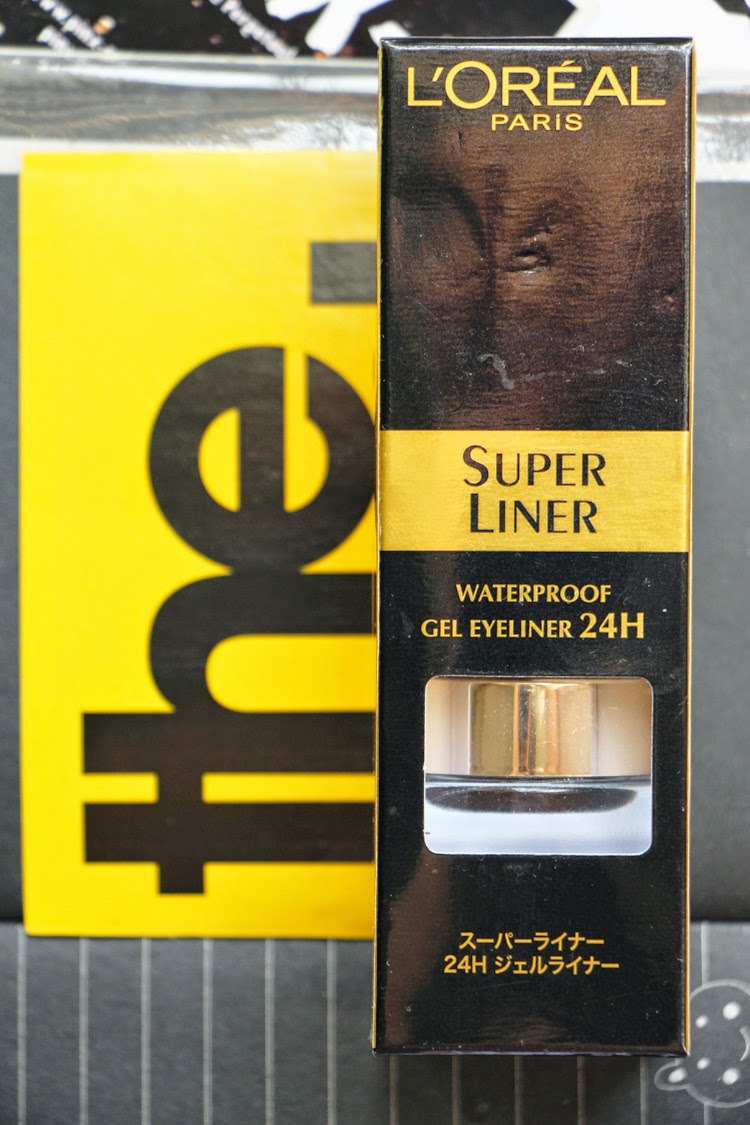 L'ORÉAL
PARIS
SUPER
LINER
WATERPROOF
GEL EYELINER 24H
スーパーライナー
24H ジェルライナー
the.